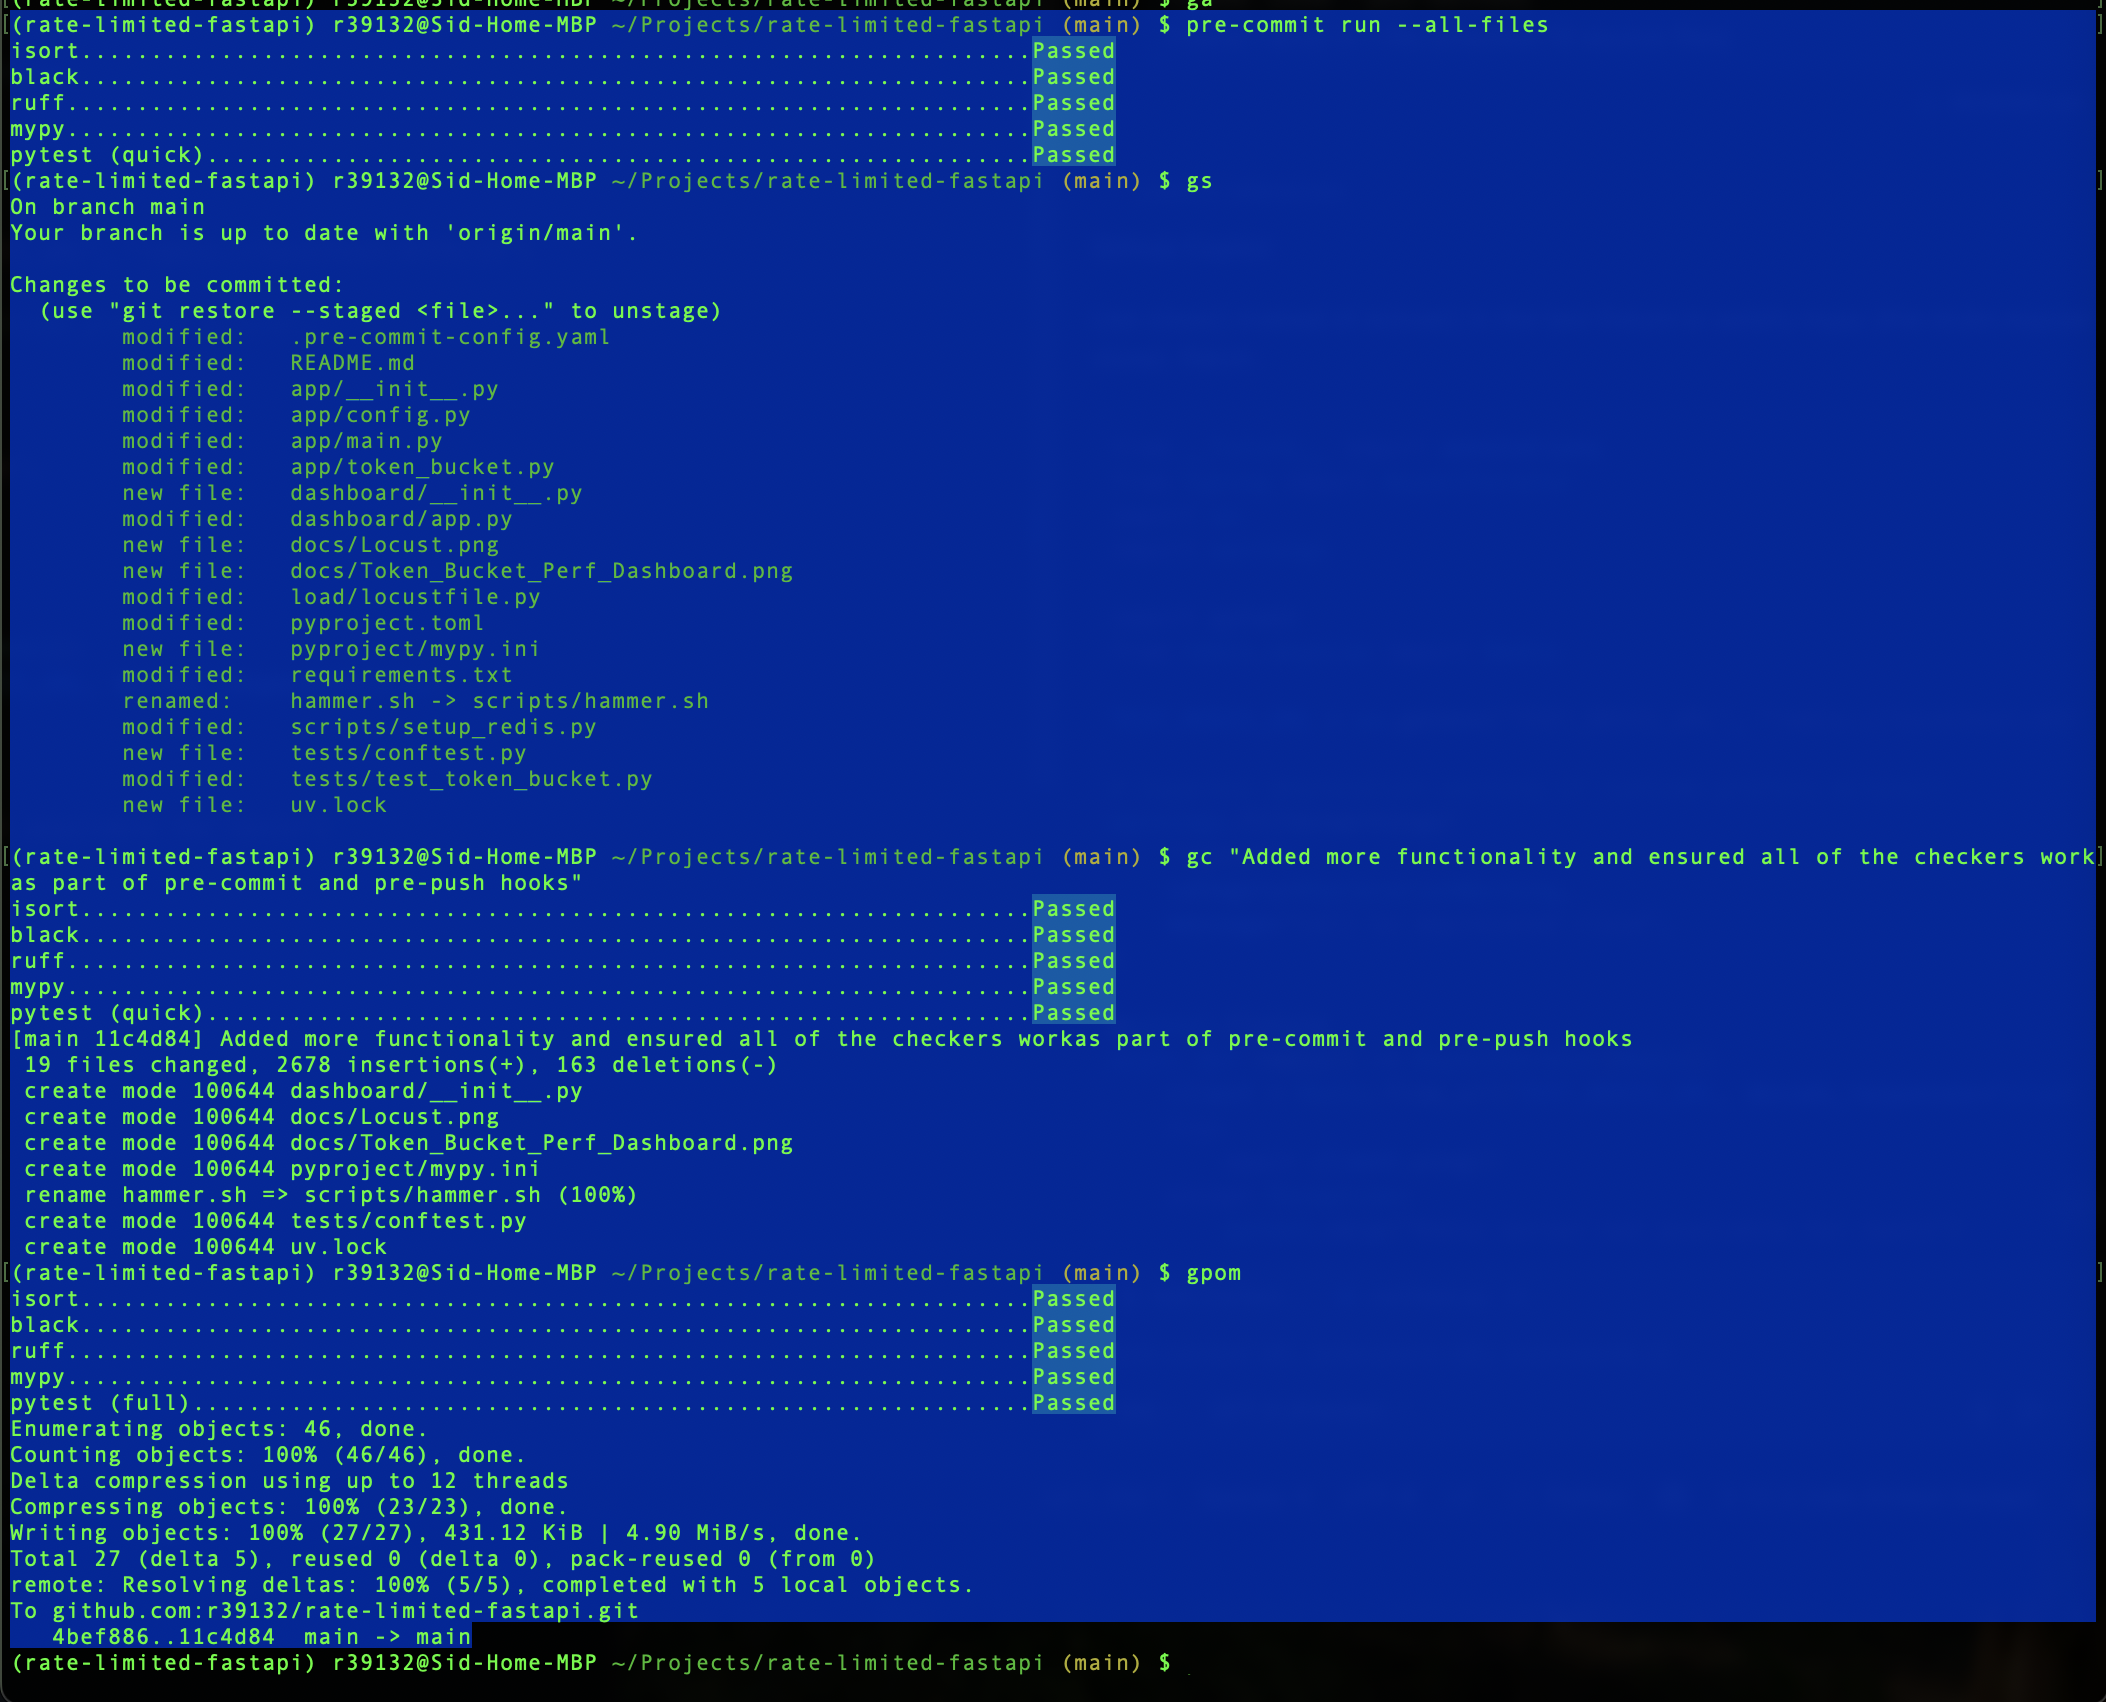 (rate-limited-fastapi) r39132@Sid-Home-MBP ~/Projects/rate-limited-fastapi (main) $ ga
[(rate-limited-fastapi) r39132@Sid-Home-MBP ~/Projects/rate-limited-fastapi (main) $ pre-commit run --all-files ]
isort....................................................................Passed
black....................................................................Passed
ruff.....................................................................Passed
mypy.....................................................................Passed
pytest (quick)...........................................................Passed
[(rate-limited-fastapi) r39132@Sid-Home-MBP ~/Projects/rate-limited-fastapi (main) $ gs ]
On branch main
Your branch is up to date with 'origin/main'.
Changes to be committed:
  (use "git restore --staged <file>..." to unstage)
        modified:   .pre-commit-config.yaml
        modified:   README.md
        modified:   app/__init__.py
        modified:   app/config.py
        modified:   app/main.py
        modified:   app/token_bucket.py
        new file:   dashboard/__init__.py
        modified:   dashboard/app.py
        new file:   docs/Locust.png
        new file:   docs/Token_Bucket_Perf_Dashboard.png
        modified:   load/locustfile.py
        modified:   pyproject.toml
        new file:   pyproject/mypy.ini
        modified:   requirements.txt
        renamed:    hammer.sh -> scripts/hammer.sh
        modified:   scripts/setup_redis.py
        new file:   tests/conftest.py
        modified:   tests/test_token_bucket.py
        new file:   uv.lock
[(rate-limited-fastapi) r39132@Sid-Home-MBP ~/Projects/rate-limited-fastapi (main) $ gc "Added more functionality and ensured all of the checkers work]
as part of pre-commit and pre-push hooks"
isort....................................................................Passed
black....................................................................Passed
ruff.....................................................................Passed
mypy.....................................................................Passed
pytest (quick)...........................................................Passed
[main 11c4d84] Added more functionality and ensured all of the checkers workas part of pre-commit and pre-push hooks
 19 files changed, 2678 insertions(+), 163 deletions(-)
 create mode 100644 dashboard/__init__.py
 create mode 100644 docs/Locust.png
 create mode 100644 docs/Token_Bucket_Perf_Dashboard.png
 create mode 100644 pyproject/mypy.ini
 rename hammer.sh => scripts/hammer.sh (100%)
 create mode 100644 tests/conftest.py
 create mode 100644 uv.lock
[(rate-limited-fastapi) r39132@Sid-Home-MBP ~/Projects/rate-limited-fastapi (main) $ gpom ]
isort....................................................................Passed
black....................................................................Passed
ruff.....................................................................Passed
mypy.....................................................................Passed
pytest (full)............................................................Passed
Enumerating objects: 46, done.
Counting objects: 100% (46/46), done.
Delta compression using up to 12 threads
Compressing objects: 100% (23/23), done.
Writing objects: 100% (27/27), 431.12 KiB | 4.90 MiB/s, done.
Total 27 (delta 5), reused 0 (delta 0), pack-reused 0 (from 0)
remote: Resolving deltas: 100% (5/5), completed with 5 local objects.
To github.com:r39132/rate-limited-fastapi.git
   4bef886..11c4d84  main -> main
(rate-limited-fastapi) r39132@Sid-Home-MBP ~/Projects/rate-limited-fastapi (main) $